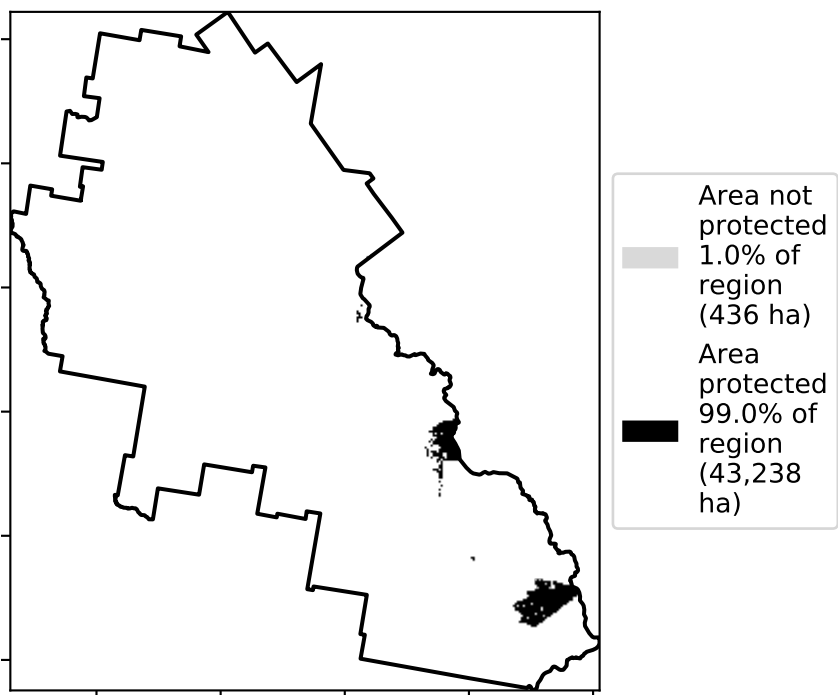 Area not
protected
1.0% of
region
(436 ha)
Area
protected
99.0% of
region
(43,238
ha)